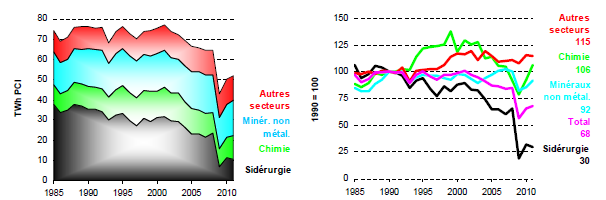 80
70
60
50
40
30
20
10
0
TWh PCI
1985
1990
1995
2000
2005
2010
Autres
secteurs
Minér. non
métal.
Chimie
Sidérurgie
150
125
100
75
50
25
0
1990 = 100
1985
1990
1995
2000
2005
2010
Autres
secteurs
115
Chimie
106
Minéraux
non métal.
92
Total
68
Sidérurgie
30